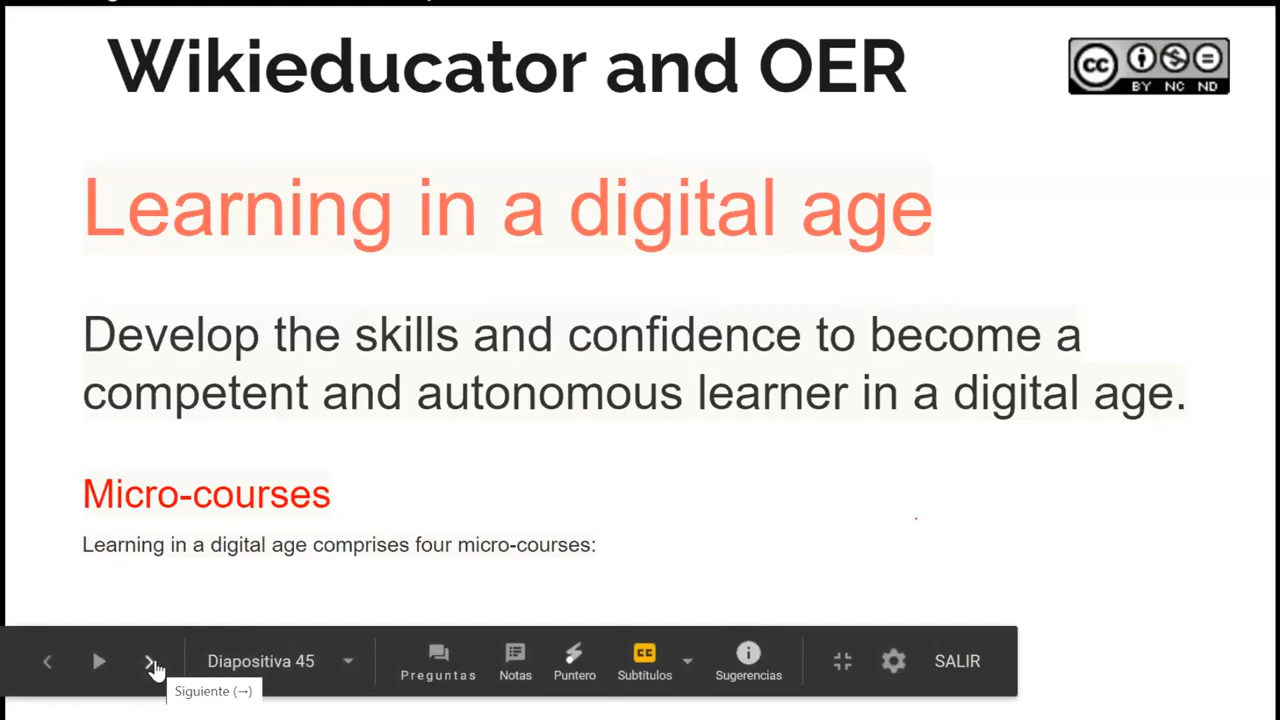 Wikieducator and OER
cc
BY NC ND
Learning in a digital age
Develop the skills and confidence to become a
competent and autonomous learner in a digital age.
Micro-courses
Learning in a digital age comprises four micro-courses:
Diapositiva 45
Preguntas
Notas
Puntero
CC
Subtítulos
Sugerencias
SALIR
Siguiente (→)